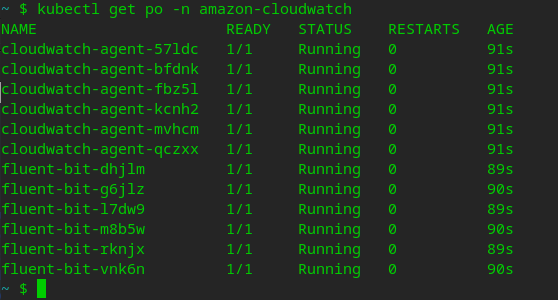 ~ $ kubectl get po -n amazon-cloudwatch
NAME                     READY   STATUS    RESTARTS   AGE
cloudwatch-agent-57ldc   1/1     Running   0          91s
cloudwatch-agent-bfdnk   1/1     Running   0          91s
cloudwatch-agent-fbz5l   1/1     Running   0          91s
cloudwatch-agent-kcnh2   1/1     Running   0          91s
cloudwatch-agent-mvhcm   1/1     Running   0          91s
cloudwatch-agent-qczxx   1/1     Running   0          91s
fluent-bit-dhjlm         1/1     Running   0          89s
fluent-bit-g6jlz         1/1     Running   0          90s
fluent-bit-l7dw9         1/1     Running   0          89s
fluent-bit-m8b5w         1/1     Running   0          90s
fluent-bit-rknjx         1/1     Running   0          89s
fluent-bit-vnk6n         1/1     Running   0          90s
~ $